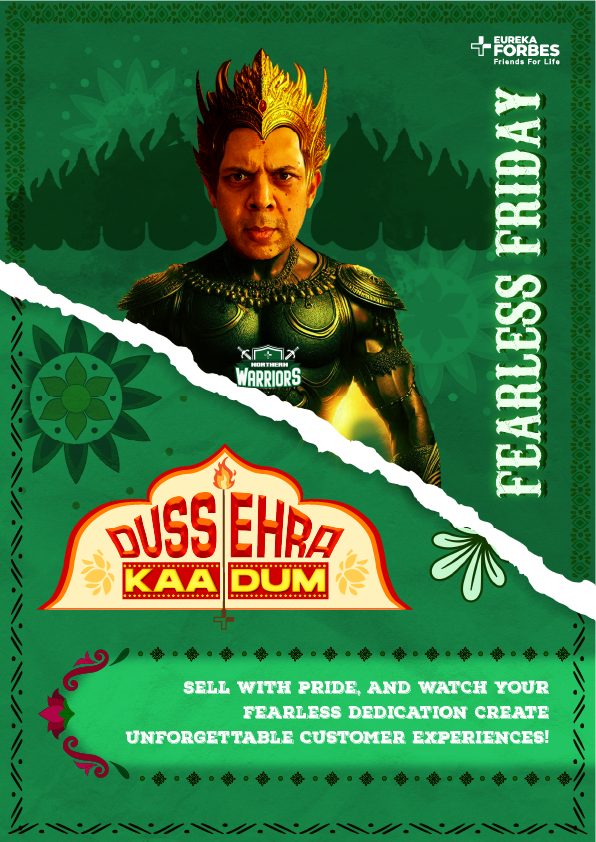 EUREKA
FORBES
Friends For Life
FEARLESS FRIDAY
NORTHERN
WARRIORS
DUSSEHRA
KAA DUM
SELL WITH PRIDE, AND WATCH YOUR
FEARLESS DEDICATION CREATE
UNFORGETTABLE CUSTOMER EXPERIENCES!